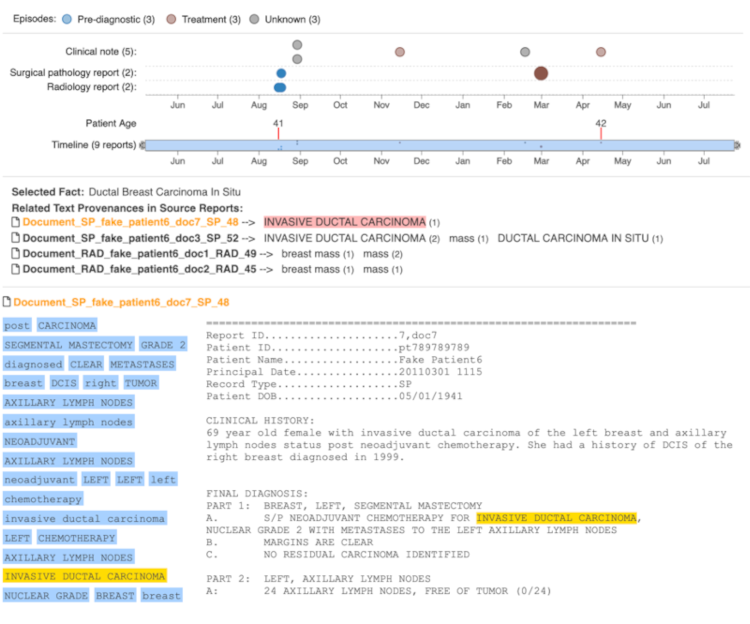 Episodes: Pre-diagnostic (3) Treatment (3) Unknown (3)
Clinical note (5):
Surgical pathology report (2):
Radiology report (2):
Jun Jul Aug Sep Oct Nov Dec Jan Feb Mar Apr May Jun Jul
Patient Age 41 42
Timeline (9 reports)
Jun Jul Aug Sep Oct Nov Dec Jan Feb Mar Apr May Jun Jul
Selected Fact: Ductal Breast Carcinoma In Situ
Related Text Provenances in Source Reports:
Document_SP_fake_patient6_doc7_SP_48 --> INVASIVE DUCTAL CARCINOMA (1)
Document_SP_fake_patient6_doc3_SP_52 --> INVASIVE DUCTAL CARCINOMA (2) mass (1) DUCTAL CARCINOMA IN SITU (1)
Document_RAD_fake_patient6_doc1_RAD_49 --> breast mass (1) mass (2)
Document_RAD_fake_patient6_doc2_RAD_45 --> breast mass (1) mass (1)
Document_SP_fake_patient6_doc7_SP_48
post CARCINOMA
SEGMENTAL MASTECTOMY GRADE 2
diagnosed CLEAR METASTASES
breast DCIS right TUMOR
AXILLARY LYMPH NODES
axillary lymph nodes
NEOADJUVANT
AXILLARY LYMPH NODES
neoadjuvant LEFT LEFT left
chemotherapy
invasive ductal carcinoma
LEFT CHEMOTHERAPY
AXILLARY LYMPH NODES
INVASIVE DUCTAL CARCINOMA
NUCLEAR GRADE BREAST breast
==================================================================
Report ID.....................7,doc7
Patient ID....................pt789789789
Patient Name..................Fake Patient6
Principal Date................20110301 1115
Record Type...................SP
Patient DOB...................05/01/1941
CLINICAL HISTORY:
69 year old female with invasive ductal carcinoma of the left breast and axillary
lymph nodes status post neoadjuvant chemotherapy. She had a history of DCIS of the
right breast diagnosed in 1999.
FINAL DIAGNOSIS:
PART 1: BREAST, LEFT, SEGMENTAL MASTECTOMY
A. S/P NEOADJUVANT CHEMOTHERAPY FOR INVASIVE DUCTAL CARCINOMA,
NUCLEAR GRADE 2 WITH METASTASES TO THE LEFT AXILLARY LYMPH NODES
B. MARGINS ARE CLEAR
C. NO RESIDUAL CARCINOMA IDENTIFIED
PART 2: LEFT, AXILLARY LYMPH NODES
A: 24 AXILLARY LYMPH NODES, FREE OF TUMOR (0/24)